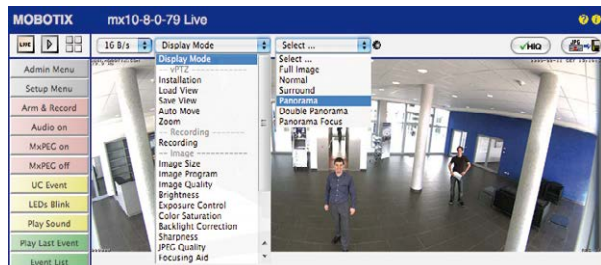 MOBOTIX mx10-8-0-79 Live
LIVE 16 B/s Display Mode Select ... HIQ JPG
Admin Menu
Setup Menu
Arm & Record
Audio on
MxPEG on
MxPEG off
UC Event
LEDs Blink
Play Sound
Play Last Event
Event List
Display Mode
--- vPTZ ---
Installation
Load View
Save View
Auto Move
Zoom
--- Recording ---
Recording
--- Image ---
Image Size
Image Program
Image Quality
Brightness
Exposure Control
Color Saturation
Backlight Correction
Sharpness
JPEG Quality
Focusing Aid
Select ...
Full Image
Normal
Surround
Panorama
Double Panorama
Panorama Focus